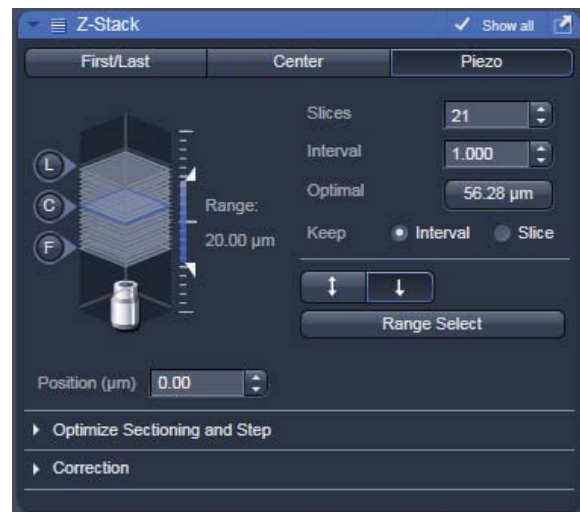 Z-Stack
Show all
First/Last Center Piezo
Slices 21
Interval 1.000
Optimal 56.28 µm
Keep Interval Slice
L
C
F
Range:
20.00 µm
Range Select
Position (µm) 0.00
Optimize Sectioning and Step
Correction